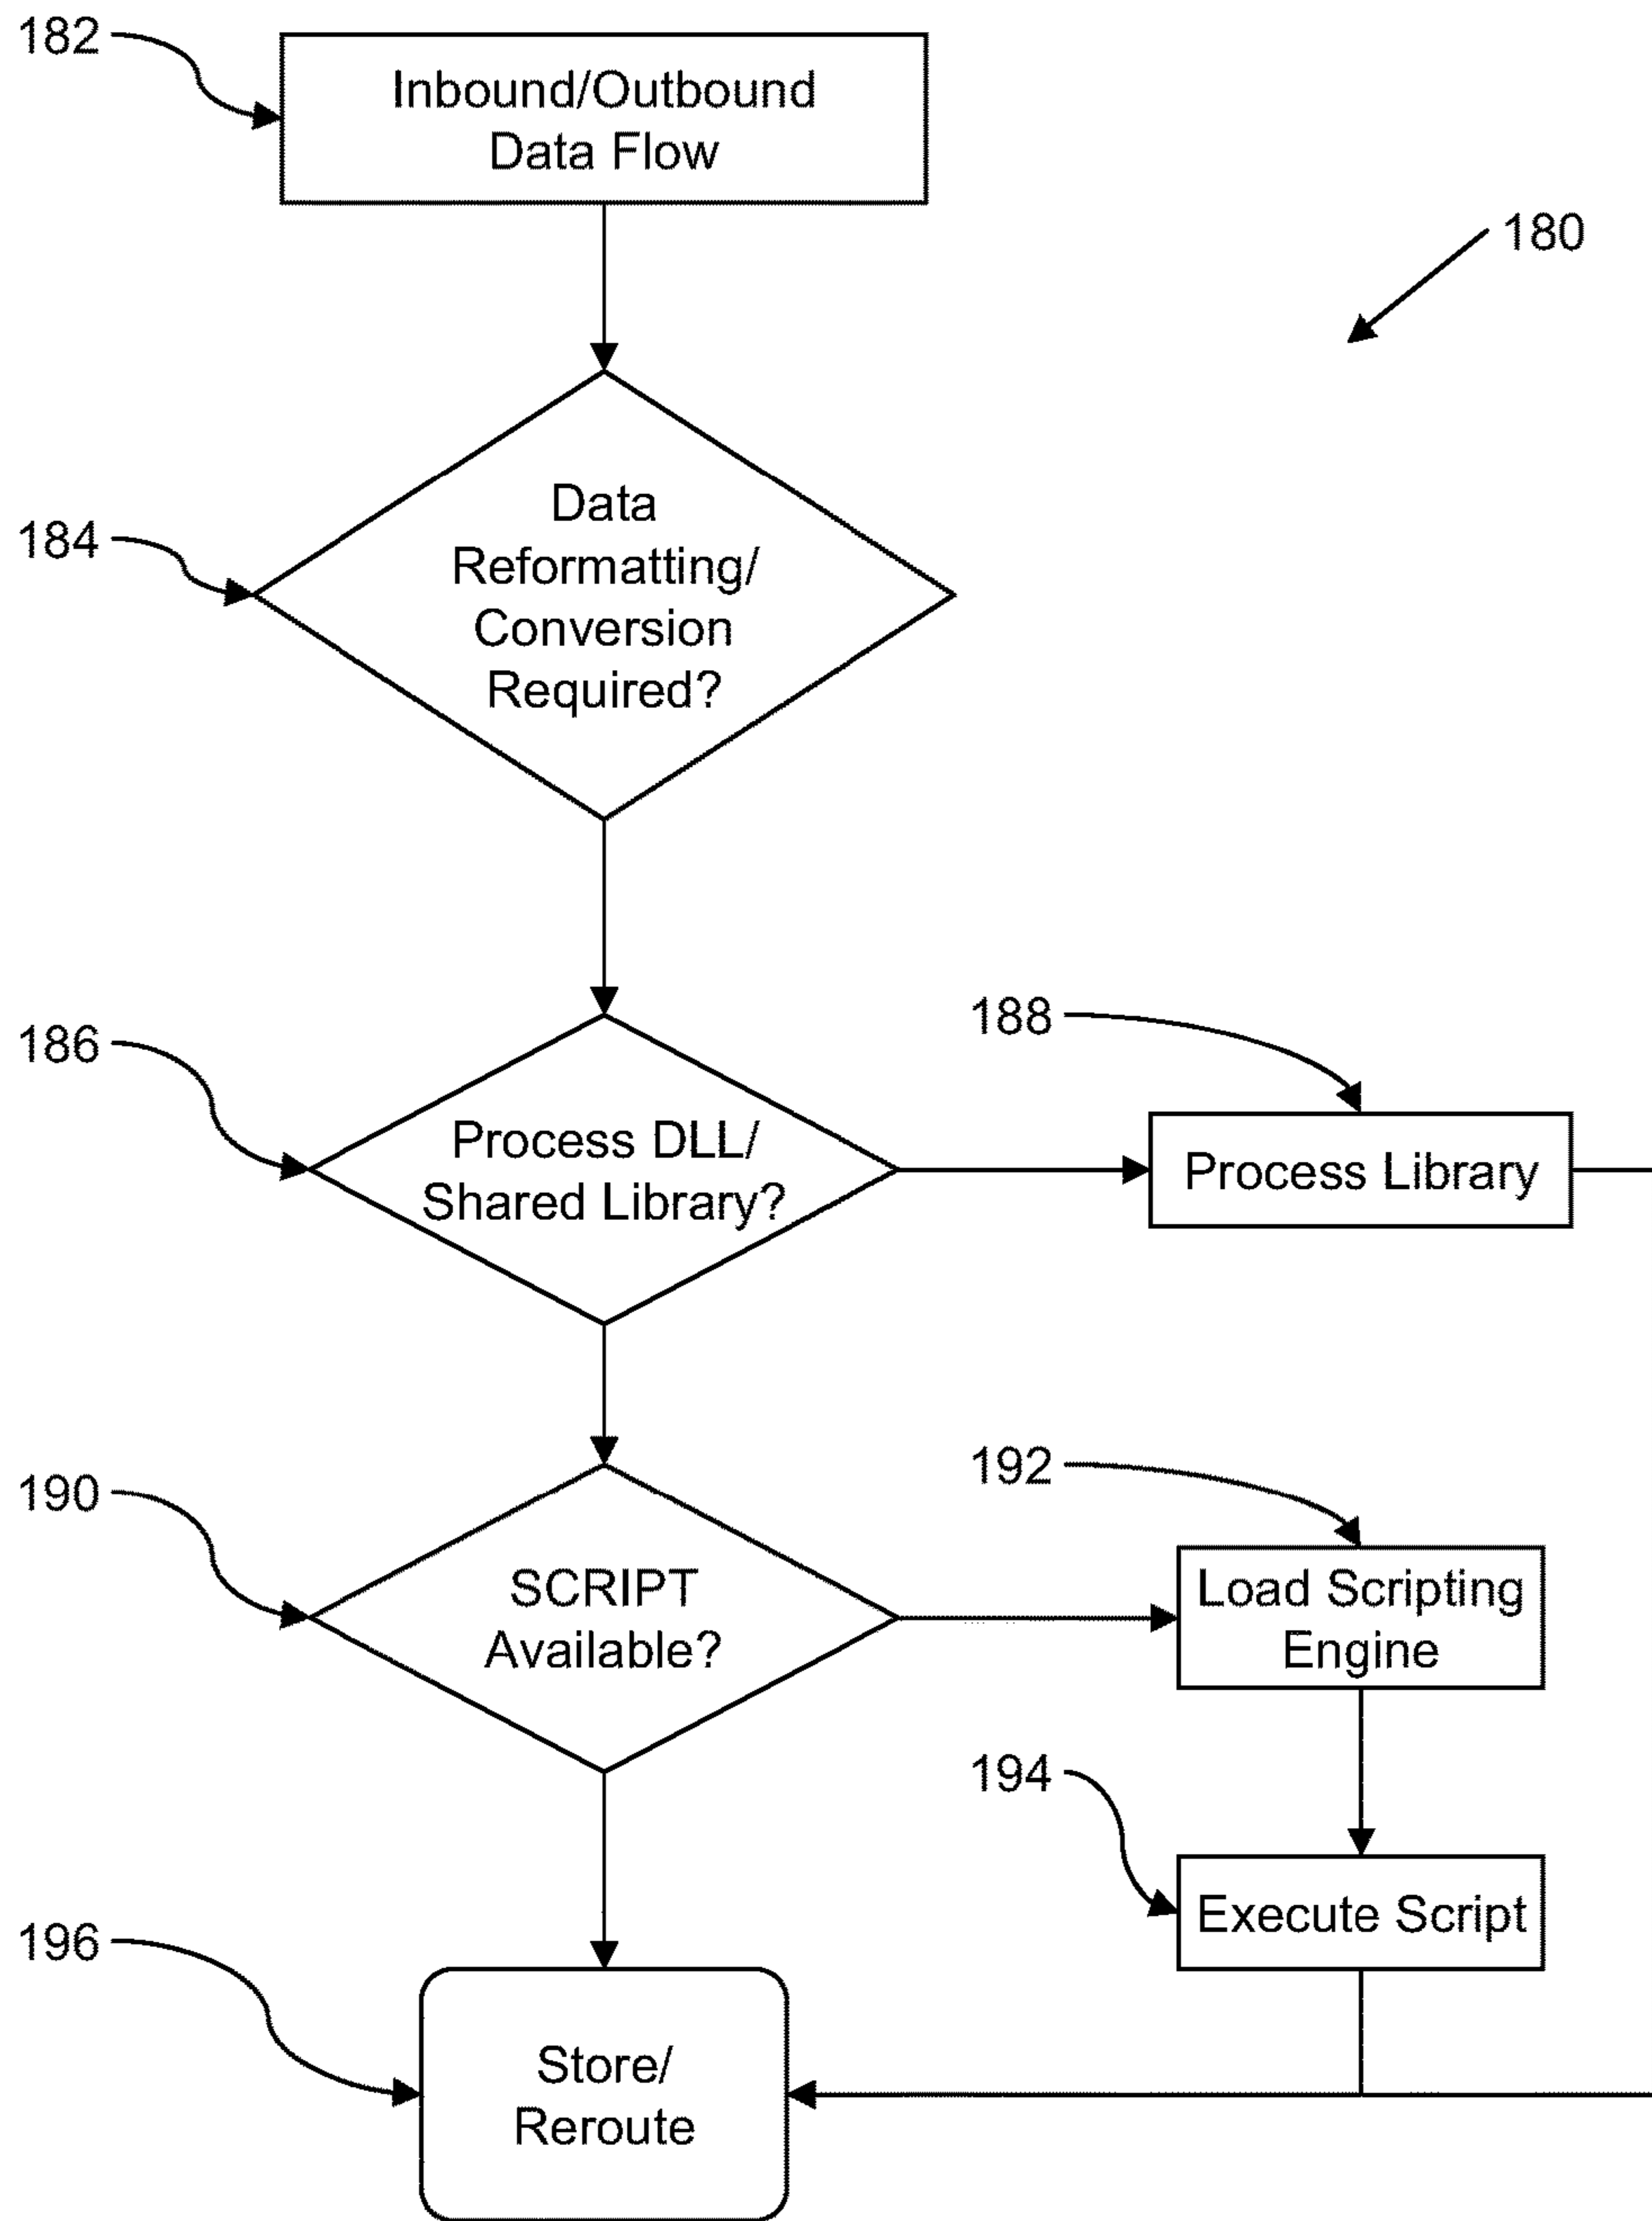 182
Inbound/Outbound
Data Flow
180
184
Data
Reformatting/
Conversion
Required?
186
Process DLL/
Shared Library?
188
Process Library
190
SCRIPT
Available?
192
Load Scripting
Engine
194
Execute Script
196
Store/
Reroute